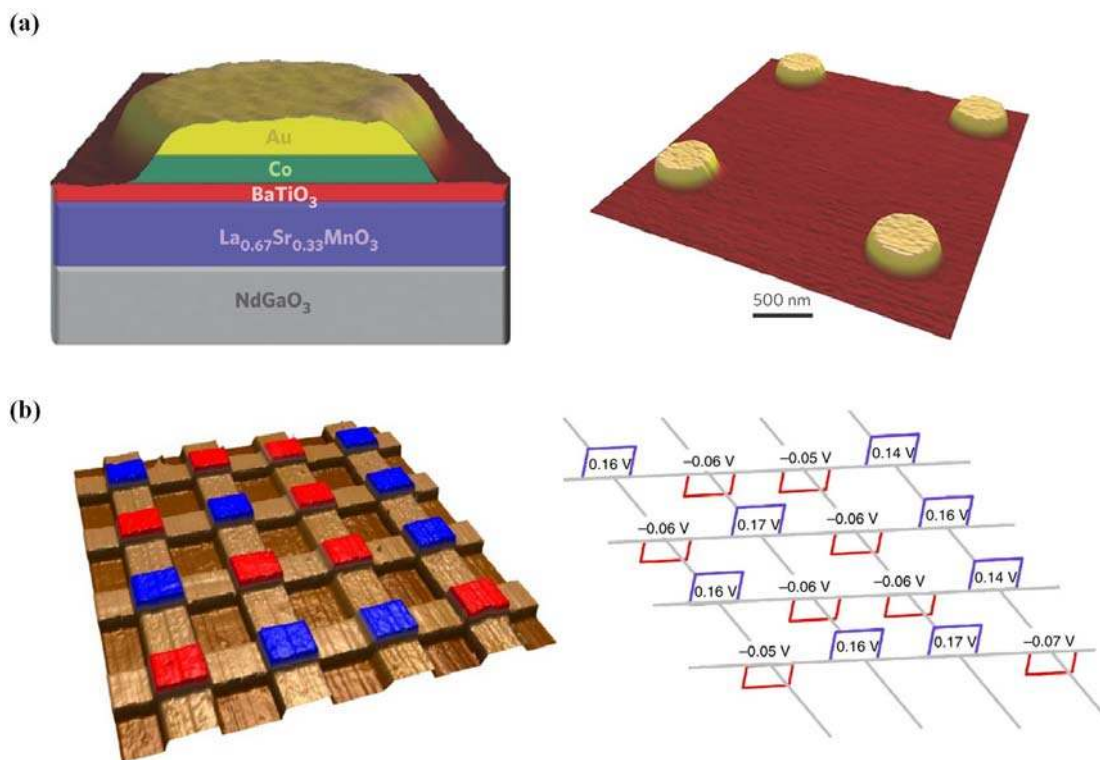 (a)
Au
Co
BaTiO3
La0.67Sr0.33MnO3
NdGaO3
500 nm
(b)
0.16 V
−0.06 V
−0.05 V
0.14 V
−0.06 V
0.17 V
−0.06 V
0.16 V
0.16 V
−0.06 V
−0.06 V
0.14 V
−0.05 V
0.16 V
0.17 V
−0.07 V